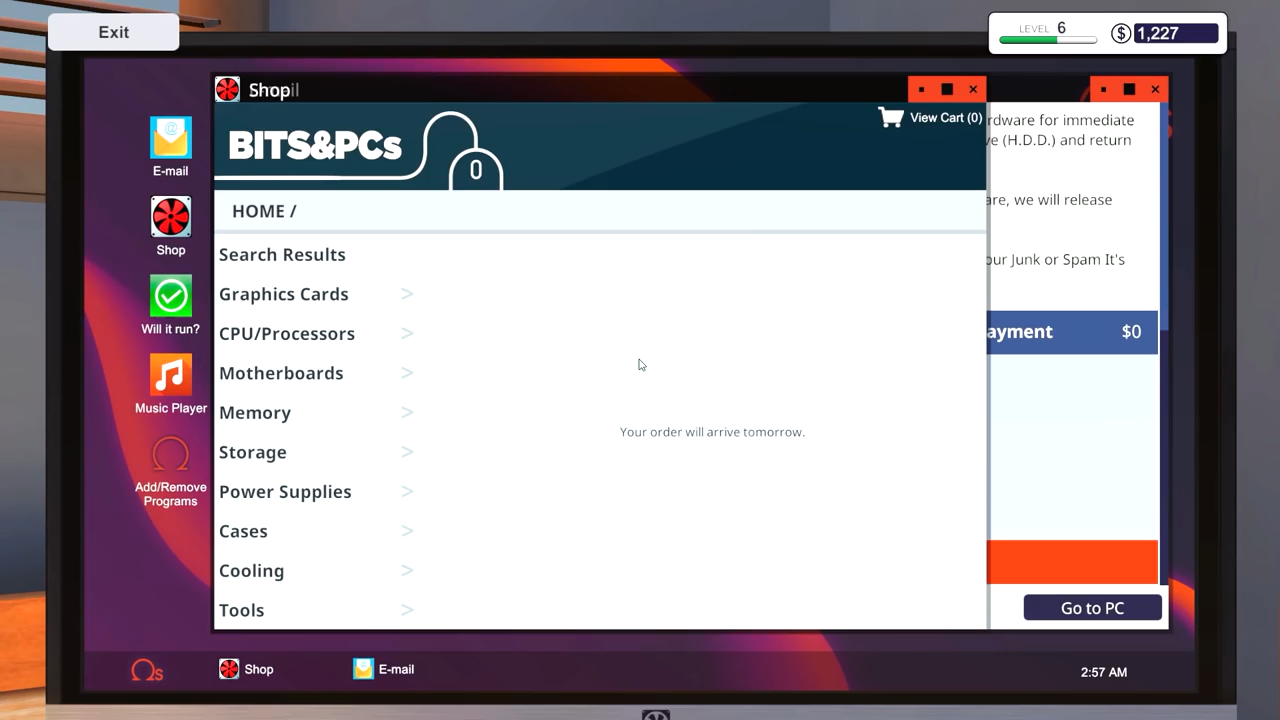 Exit
LEVEL 6
$ 1,227
Shop
BITS&PCs
View Cart (0)
HOME /
rdware for immediate
ve (H.D.D.) and return
are, we will release
our Junk or Spam It's
ayment $0
E-mail
Shop
Will it run?
Music Player
Add/Remove
Programs
Search Results
Graphics Cards >
CPU/Processors >
Motherboards >
Memory >
Storage >
Power Supplies >
Cases >
Cooling >
Tools >
Your order will arrive tomorrow.
Go to PC
Ωs
Shop
E-mail
2:57 AM